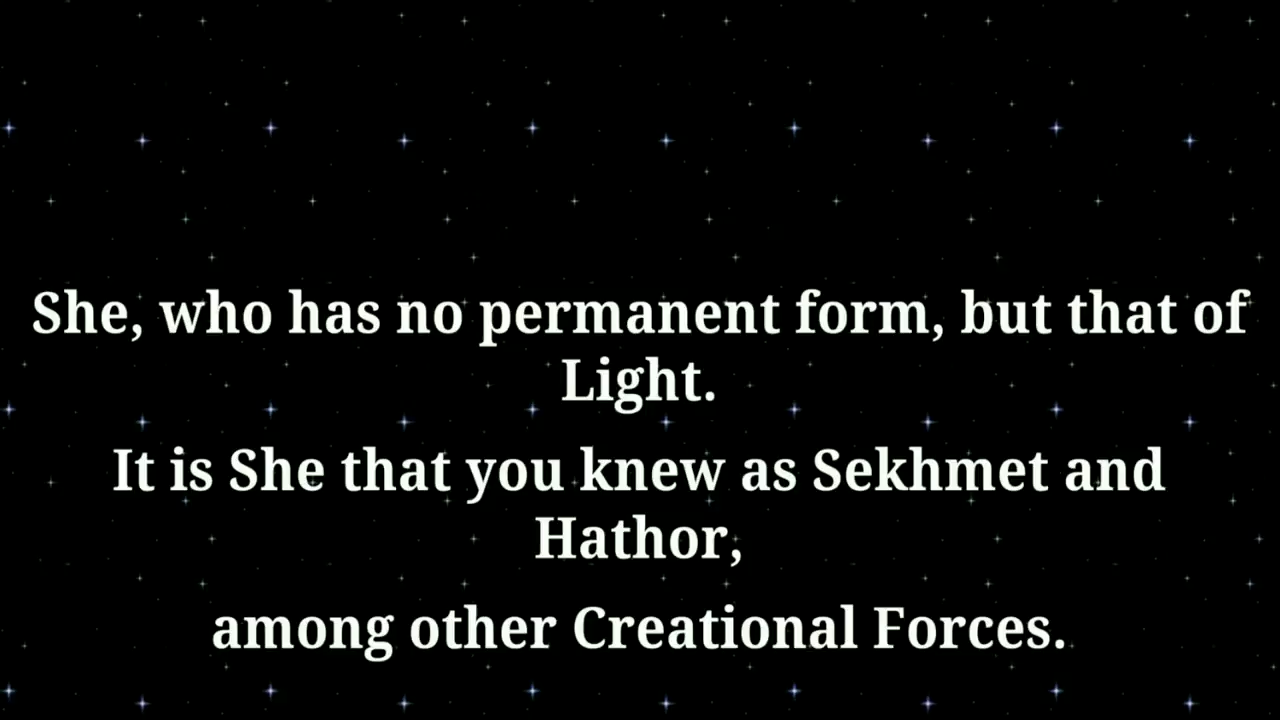 She, who has no permanent form, but that of
Light.
It is She that you knew as Sekhmet and
Hathor,
among other Creational Forces.